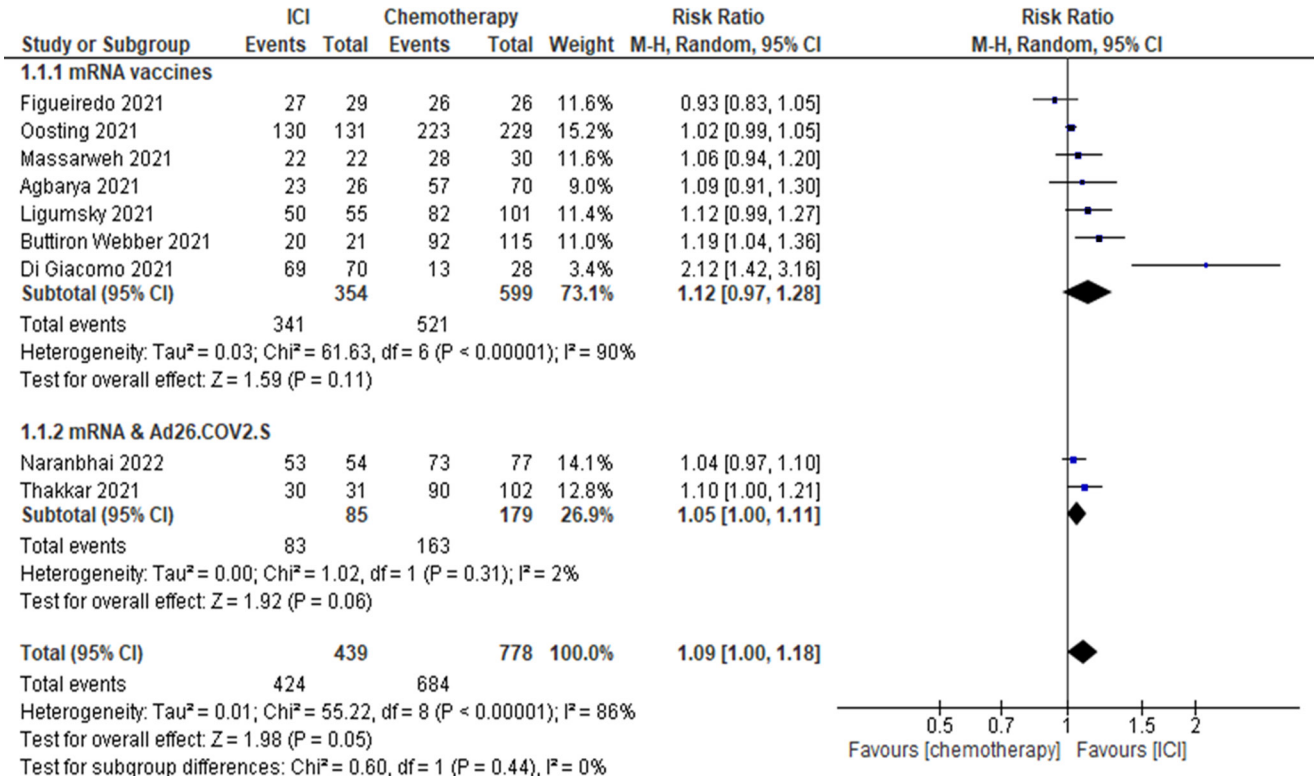 ICI Chemotherapy Risk Ratio Risk Ratio
Study or Subgroup Events Total Events Total Weight M-H, Random, 95% CI M-H, Random, 95% CI
1.1.1 mRNA vaccines
Figueiredo 2021 27 29 26 26 11.6% 0.93 [0.83, 1.05]
Oosting 2021 130 131 223 229 15.2% 1.02 [0.99, 1.05]
Massarweh 2021 22 22 28 30 11.6% 1.06 [0.94, 1.20]
Agbarya 2021 23 26 57 70 9.0% 1.09 [0.91, 1.30]
Ligumsky 2021 50 55 82 101 11.4% 1.12 [0.99, 1.27]
Buttiron Webber 2021 20 21 92 115 11.0% 1.19 [1.04, 1.36]
Di Giacomo 2021 69 70 13 28 3.4% 2.12 [1.42, 3.16]
Subtotal (95% CI) 354 599 73.1% 1.12 [0.97, 1.28]
Total events 341 521
Heterogeneity: Tau² = 0.03; Chi² = 61.63, df = 6 (P < 0.00001); I² = 90%
Test for overall effect: Z = 1.59 (P = 0.11)
1.1.2 mRNA & Ad26.COV2.S
Naranbhai 2022 53 54 73 77 14.1% 1.04 [0.97, 1.10]
Thakkar 2021 30 31 90 102 12.8% 1.10 [1.00, 1.21]
Subtotal (95% CI) 85 179 26.9% 1.05 [1.00, 1.11]
Total events 83 163
Heterogeneity: Tau² = 0.00; Chi² = 1.02, df = 1 (P = 0.31); I² = 2%
Test for overall effect: Z = 1.92 (P = 0.06)
Total (95% CI) 439 778 100.0% 1.09 [1.00, 1.18]
Total events 424 684
Heterogeneity: Tau² = 0.01; Chi² = 55.22, df = 8 (P < 0.00001); I² = 86%
Test for overall effect: Z = 1.98 (P = 0.05)
Test for subgroup differences: Chi² = 0.60, df = 1 (P = 0.44), I² = 0%
0.5 0.7 1 1.5 2
Favours [chemotherapy] Favours [ICI]